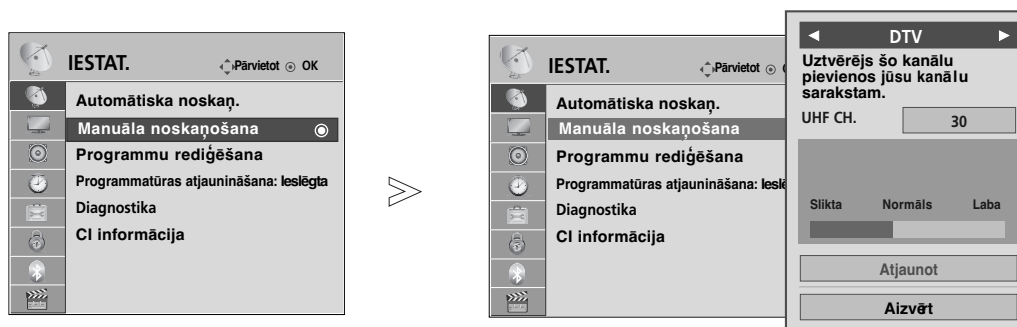 IESTAT.
Pārvietot OK
Automātiska noskaņ.
Manuāla noskaņošana
Programmu rediģēšana
Programmatūras atjaunināšana: Ieslēgta
Diagnostika
CI informācija
IESTAT.
Pārvietot
Automātiska noskaņ.
Manuāla noskaņošana
Programmu rediģēšana
Programmatūras atjaunināšana: Ieslē
Diagnostika
CI informācija
DTV
Uztvērējs šo kanālu
pievienos jūsu kanālu
sarakstam.
UHF CH. 30
Slikta Normāls Laba
Atjaunot
Aizvērt